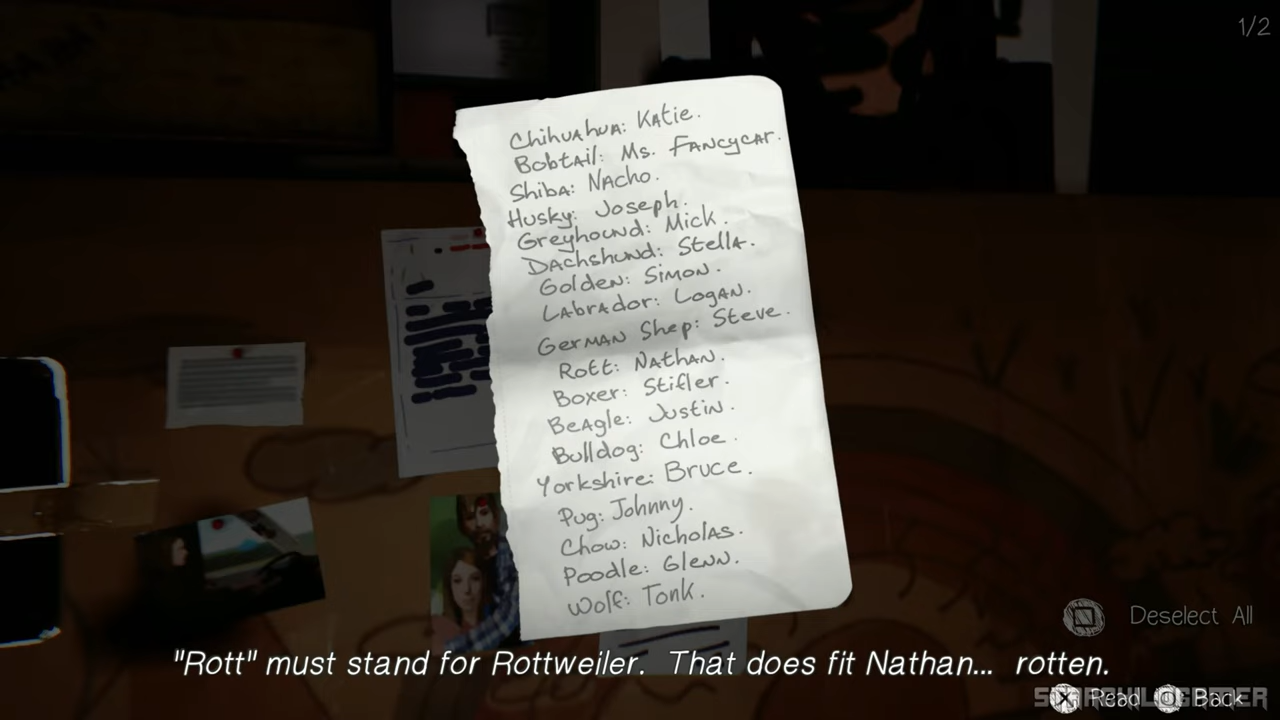 1/2
Chihuahua: Katie.
Bobtail: Ms. Fancycar.
Shiba: Nacho.
Husky: Joseph.
Greyhound: Mick.
Dachshund: Stella.
Golden: Simon.
Labrador: Logan.
German Shep: Steve.
Rott: Nathan.
Boxer: Stifler.
Beagle: Justin.
Bulldog: Chloe.
Yorkshire: Bruce.
Pug: Johnny.
Chow: Nicholas.
Poodle: Glenn.
Wolf: Tonk.
Deselect All
"Rott" must stand for Rottweiler. That does fit Nathan... rotten.
Read Back